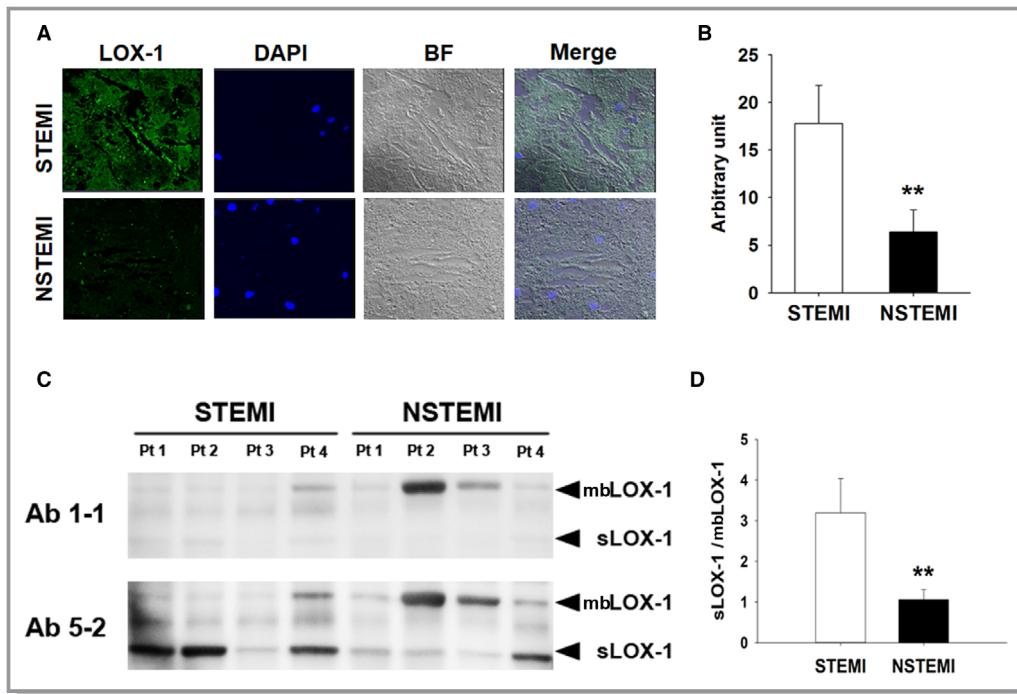 A
LOX-1 DAPI BF Merge
STEMI
NSTEMI
B
Arbitrary unit
25
20
15
10
5
0
**
STEMI NSTEMI
C
STEMI NSTEMI
Pt 1 Pt 2 Pt 3 Pt 4 Pt 1 Pt 2 Pt 3 Pt 4
Ab 1-1
mbLOX-1
sLOX-1
Ab 5-2
mbLOX-1
sLOX-1
D
sLOX-1 /mbLOX-1
5
4
3
2
1
0
**
STEMI NSTEMI